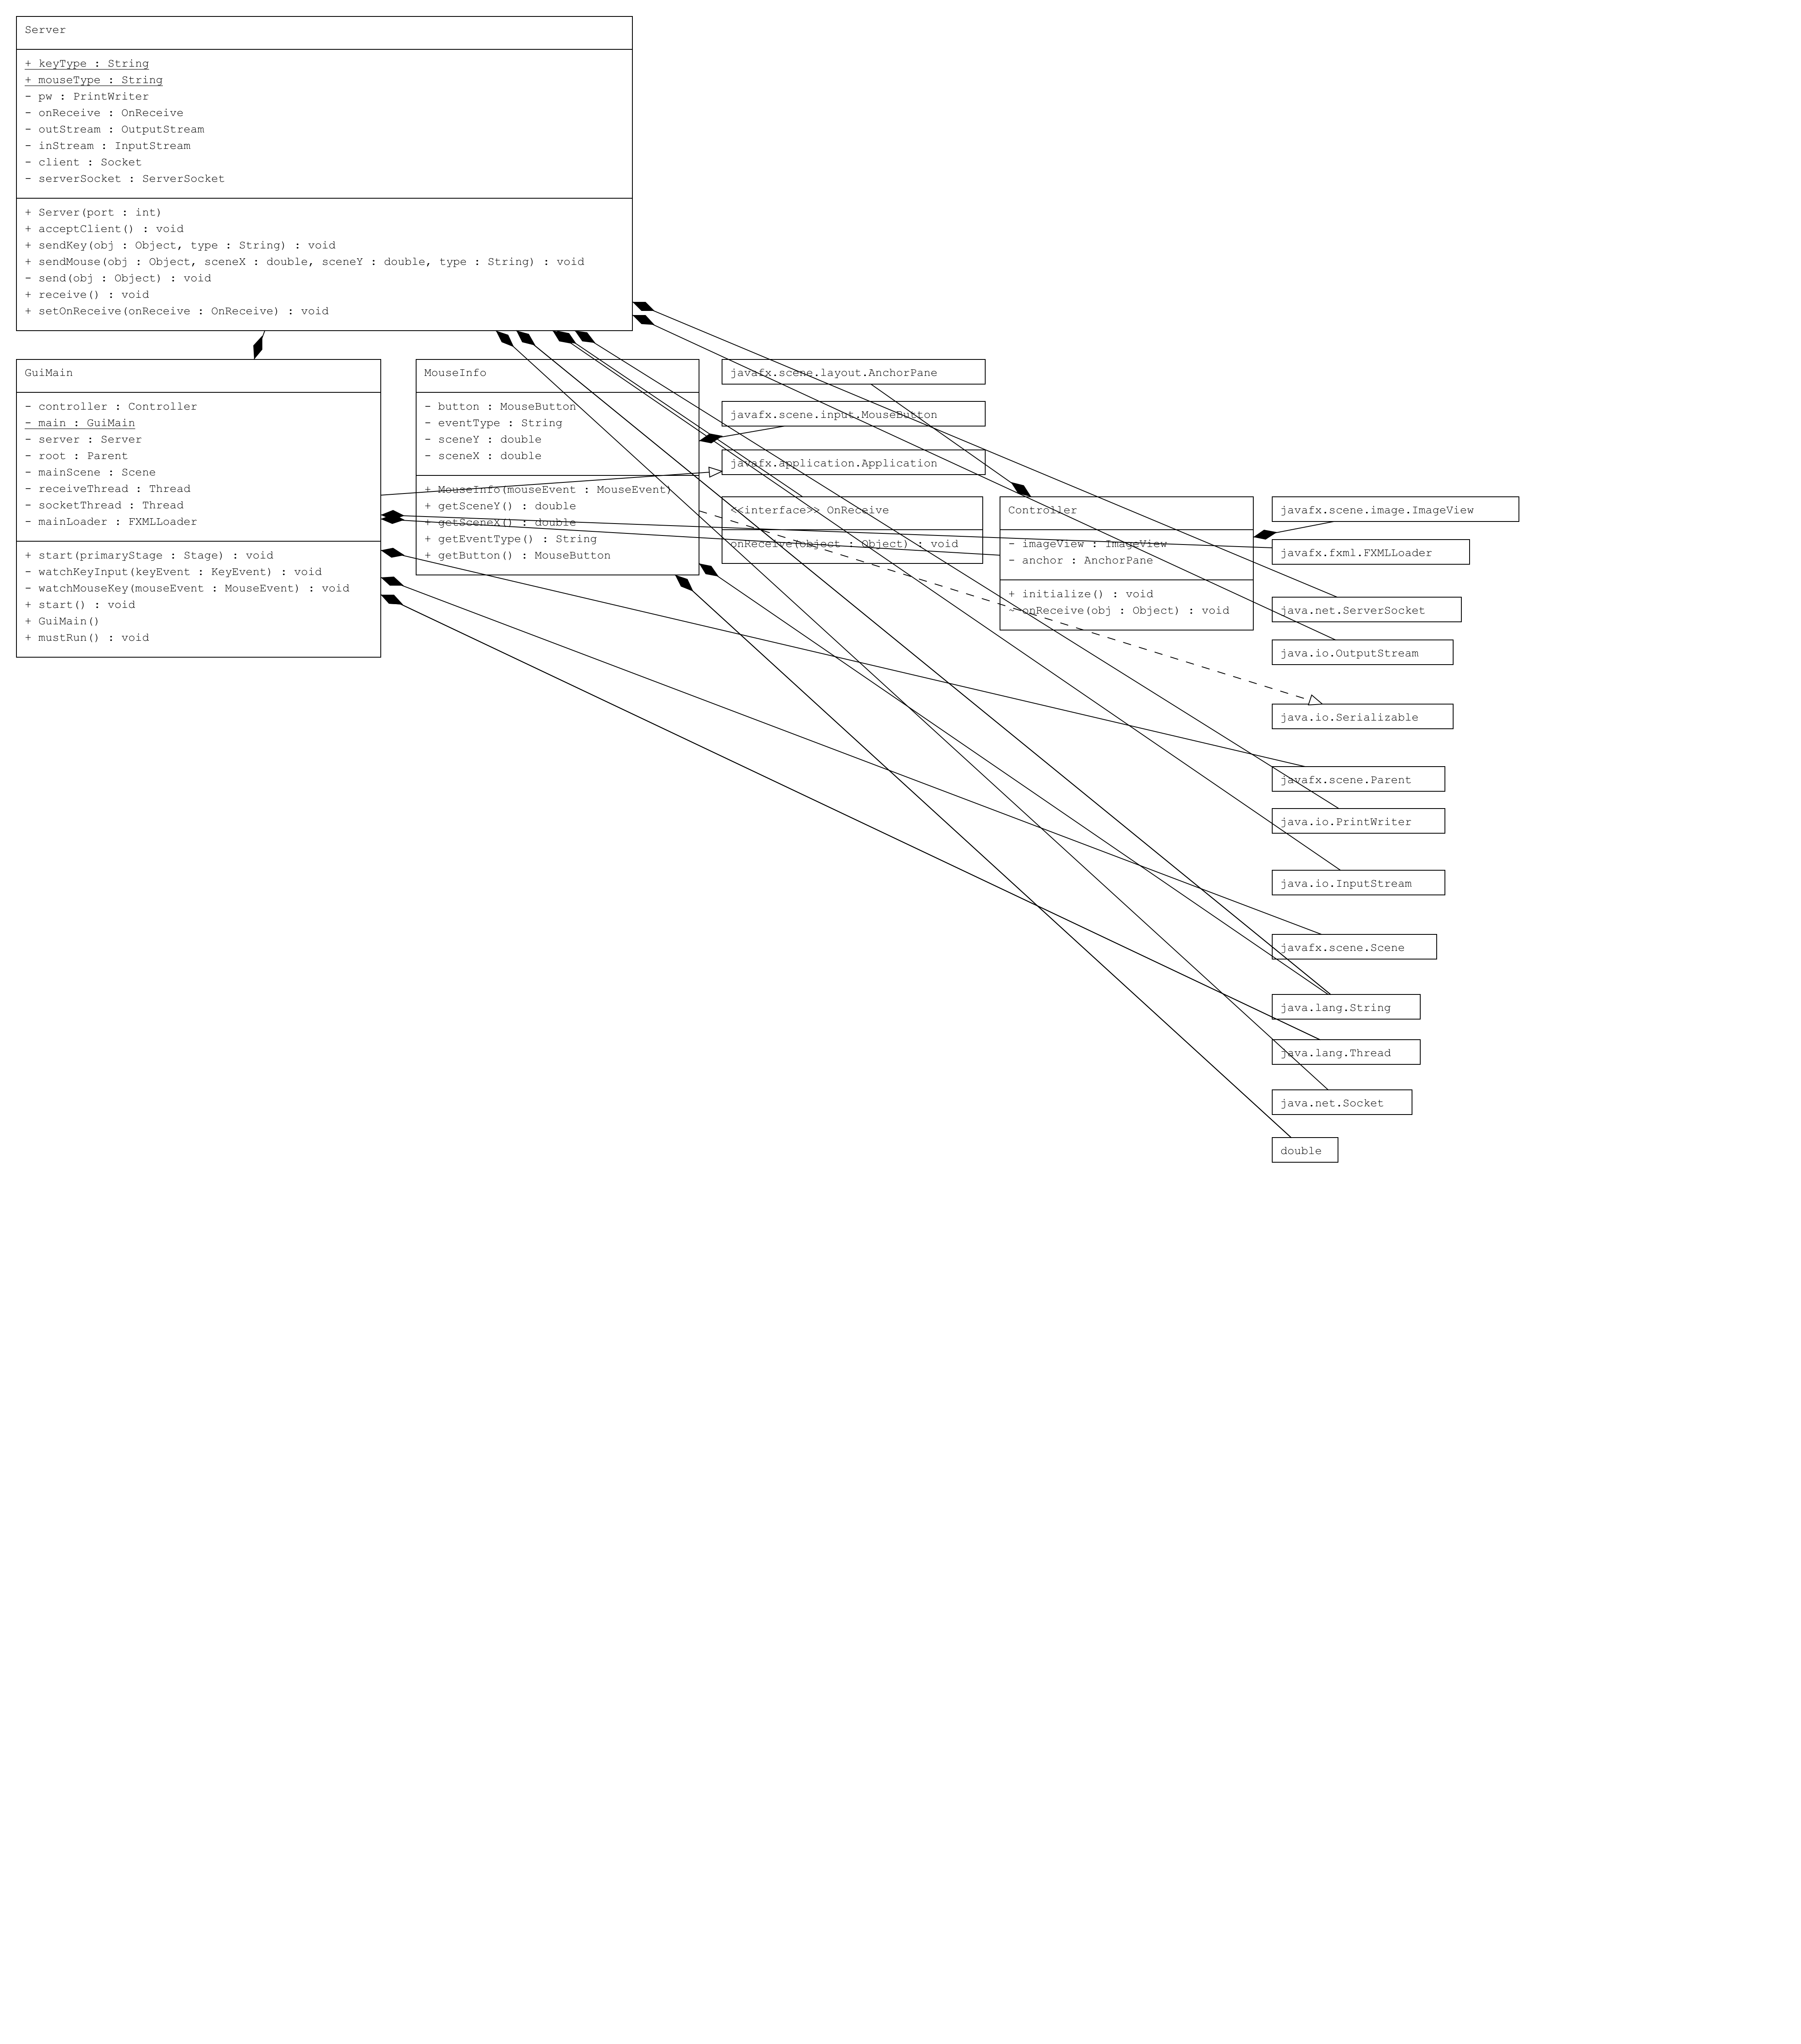 Server
+ keyType : String
+ mouseType : String
- pw : PrintWriter
- onReceive : OnReceive
- outStream : OutputStream
- inStream : InputStream
- client : Socket
- serverSocket : ServerSocket
+ Server(port : int)
+ acceptClient() : void
+ sendKey(obj : Object, type : String) : void
+ sendMouse(obj : Object, sceneX : double, sceneY : double, type : String) : void
- send(obj : Object) : void
+ receive() : void
+ setOnReceive(onReceive : OnReceive) : void
GuiMain
- controller : Controller
- main : GuiMain
- server : Server
- root : Parent
- mainScene : Scene
- receiveThread : Thread
- socketThread : Thread
- mainLoader : FXMLLoader
+ start(primaryStage : Stage) : void
- watchKeyInput(keyEvent : KeyEvent) : void
- watchMouseKey(mouseEvent : MouseEvent) : void
+ start() : void
+ GuiMain()
+ mustRun() : void
MouseInfo
- button : MouseButton
- eventType : String
- sceneY : double
- sceneX : double
+ MouseInfo(mouseEvent : MouseEvent)
+ getSceneY() : double
+ getSceneX() : double
+ getEventType() : String
+ getButton() : MouseButton
javafx.scene.layout.AnchorPane
javafx.scene.input.MouseButton
javafx.application.Application
<<interface>> OnReceive
onReceive(object : Object) : void
Controller
- imageView : ImageView
- anchor : AnchorPane
+ initialize() : void
~ onReceive(obj : Object) : void
javafx.scene.image.ImageView
javafx.fxml.FXMLLoader
java.net.ServerSocket
java.io.OutputStream
java.io.Serializable
javafx.scene.Parent
java.io.PrintWriter
java.io.InputStream
javafx.scene.Scene
java.lang.String
java.lang.Thread
java.net.Socket
double